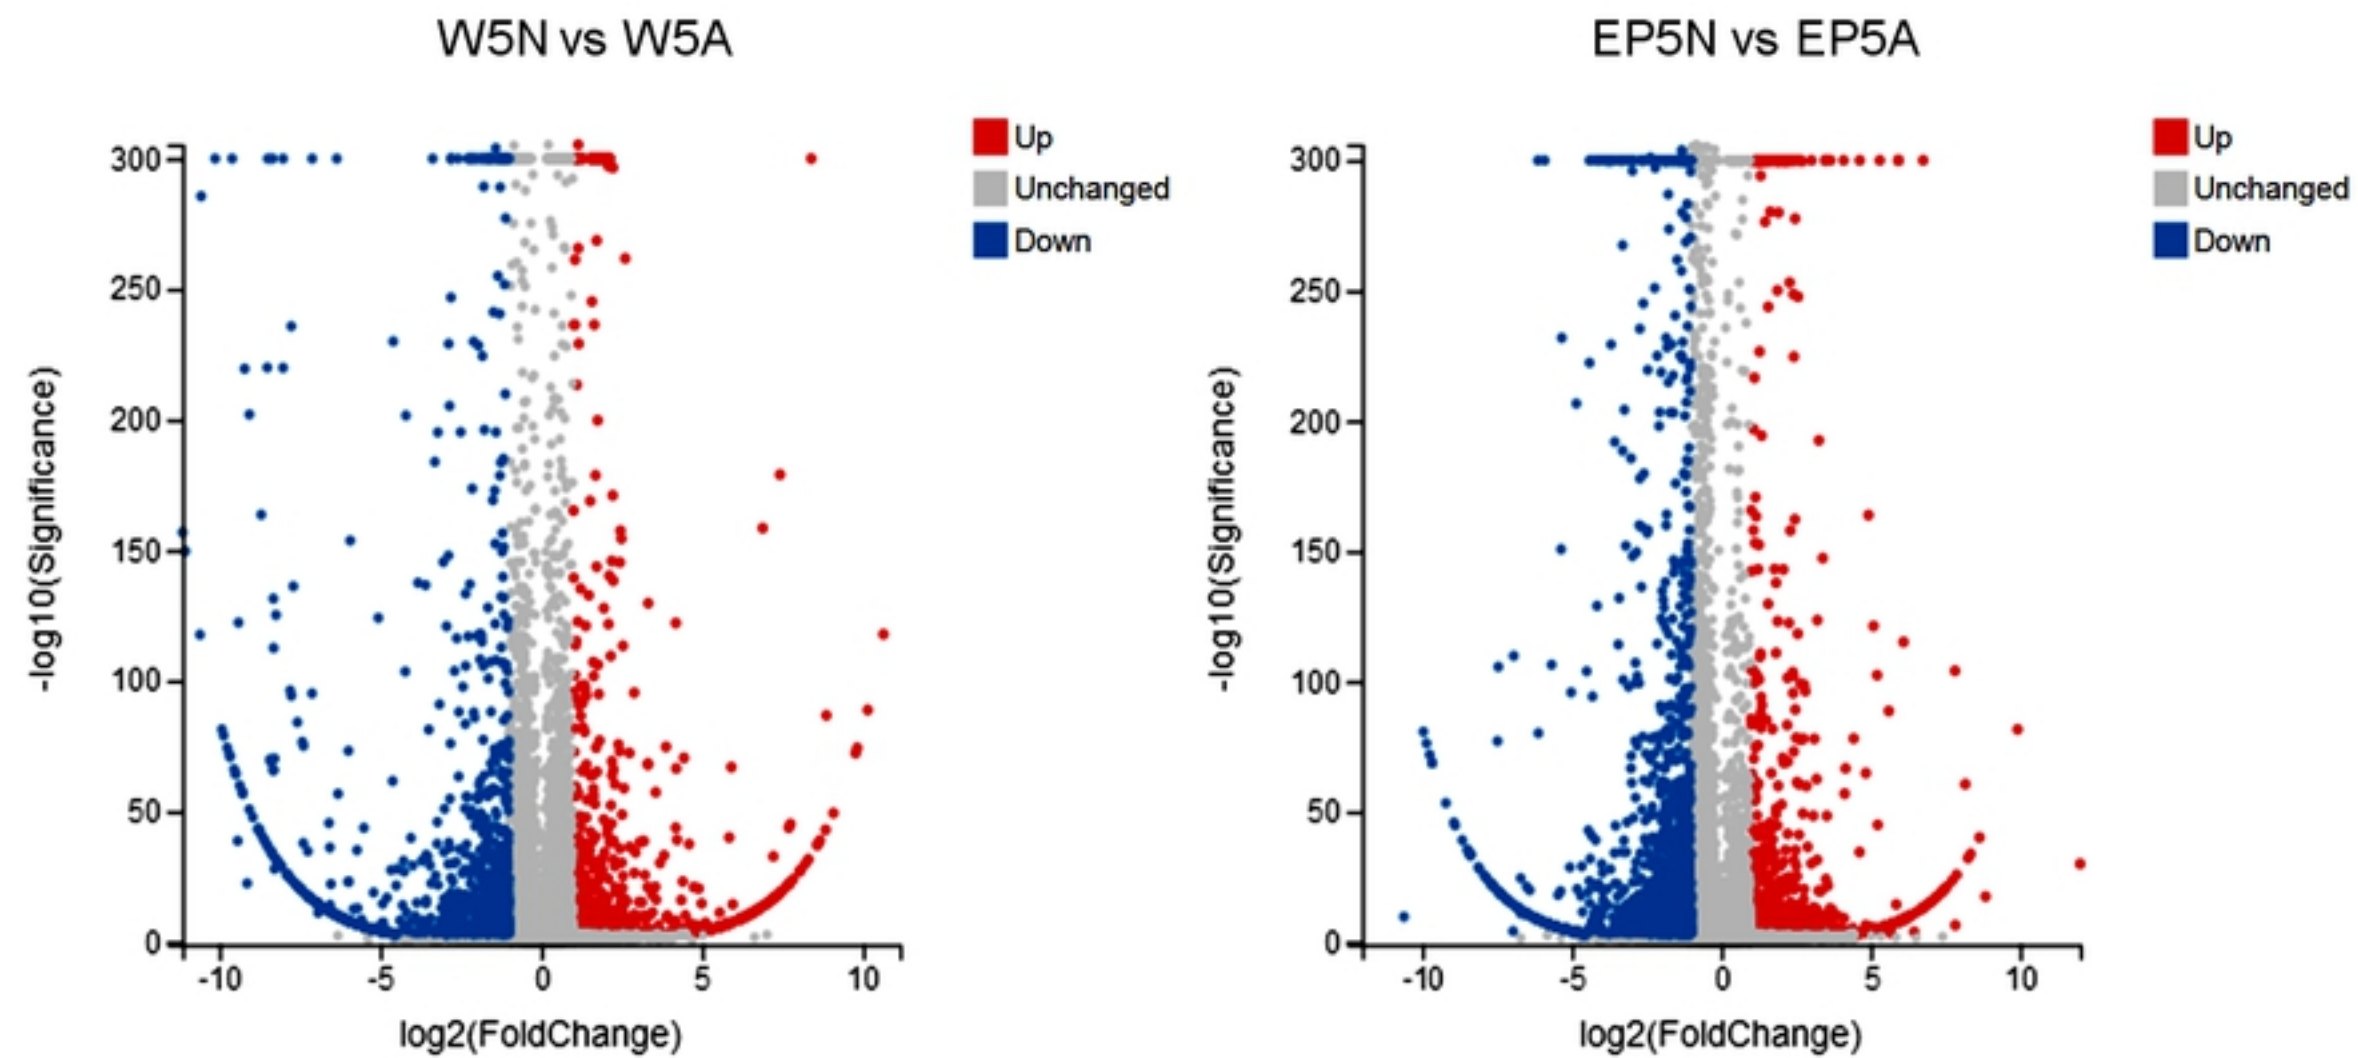 W5N vs W5A
Up
Unchanged
Down
300
250
200
150
100
50
0
-10
-5
0
5
10
-log10(Significance)
log2(FoldChange)
EP5N vs EP5A
Up
Unchanged
Down
300
250
200
150
100
50
0
-10
-5
0
5
10
-log10(Significance)
log2(FoldChange)